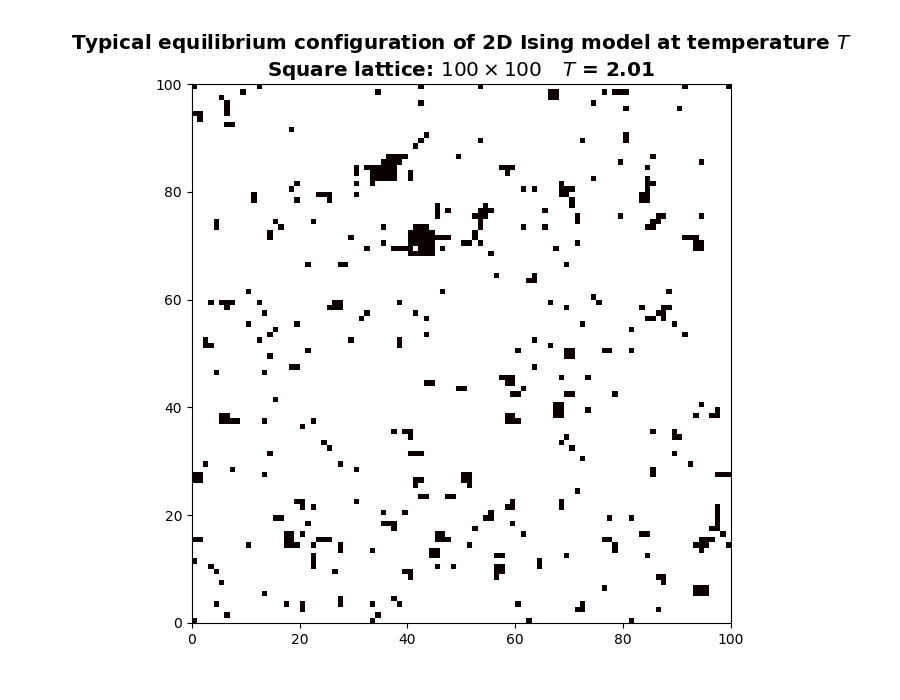 Typical equilibrium configuration of 2D Ising model at temperature T
Square lattice: 100 × 100 T = 2.01
100
80
60
40
20
0
0 20 40 60 80 100